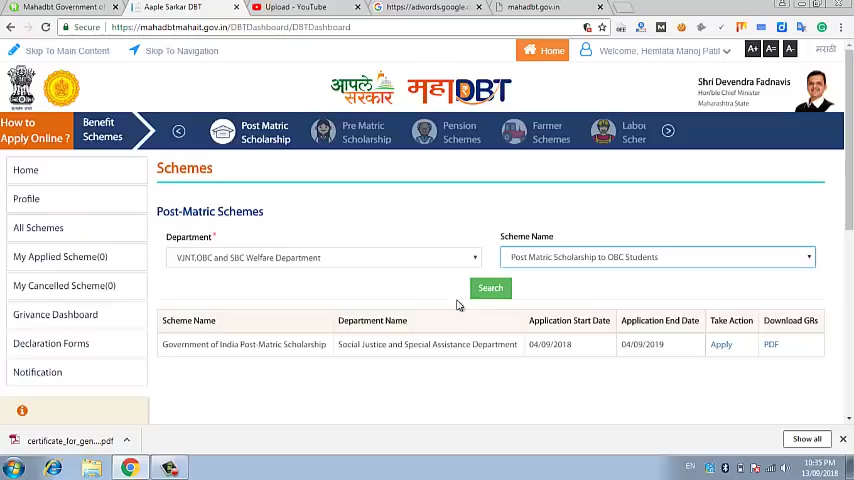 Mahadbt Government of
Aaple Sarkar DBT
Upload - YouTube
https://adwords.google.c
mahadbt.gov.in
Secure
https://mahadbtmahait.gov.in/DBTDashboard/DBTDashboard
Skip To Main Content
Skip To Navigation
Home
Welcome, Hemlata Manoj Patil
A+
A=
A-
मराठी
आपले सरकार
महाDBT
Shri Devendra Fadnavis
Hon'ble Chief Minister
Maharashtra State
How to Apply Online ?
Benefit Schemes
Post Matric Scholarship
Pre Matric Scholarship
Pension Schemes
Farmer Schemes
Labou Scher
Home
Profile
All Schemes
My Applied Scheme(0)
My Cancelled Scheme(0)
Grivance Dashboard
Declaration Forms
Notification
Schemes
Post-Matric Schemes
Department*
Scheme Name
VJNT,OBC and SBC Welfare Department
Post Matric Scholarship to OBC Students
Search
Scheme Name Department Name Application Start Date Application End Date Take Action Download GRs
Government of India Post-Matric Scholarship Social Justice and Special Assistance Department 04/09/2018 04/09/2019 Apply PDF
certificate_for_gen....pdf
Show all
EN
10:35 PM
13/09/2018